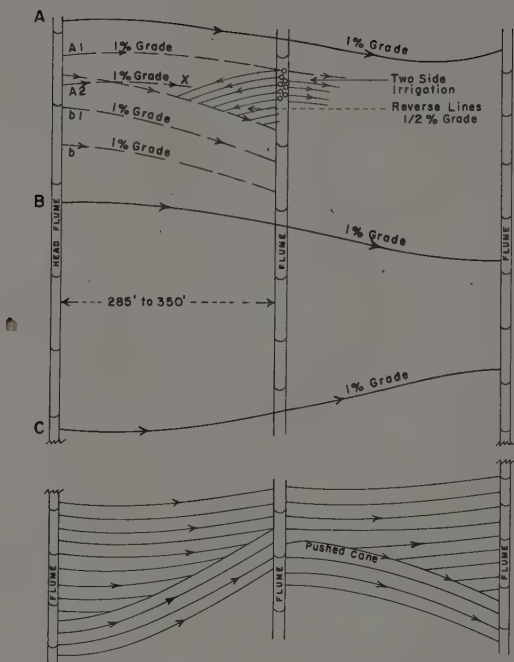 A
1% Grade
A1
1% Grade
A2
1% Grade
X
Two Side
Irrigation
Reverse Lines
1/2 % Grade
b1
1% Grade
b
1% Grade
B
HEAD FLUME
FLUME
1% Grade
FLUME
285' to 350'
1% Grade
C
Pushed Cane
FLUME
FLUME
FLUME